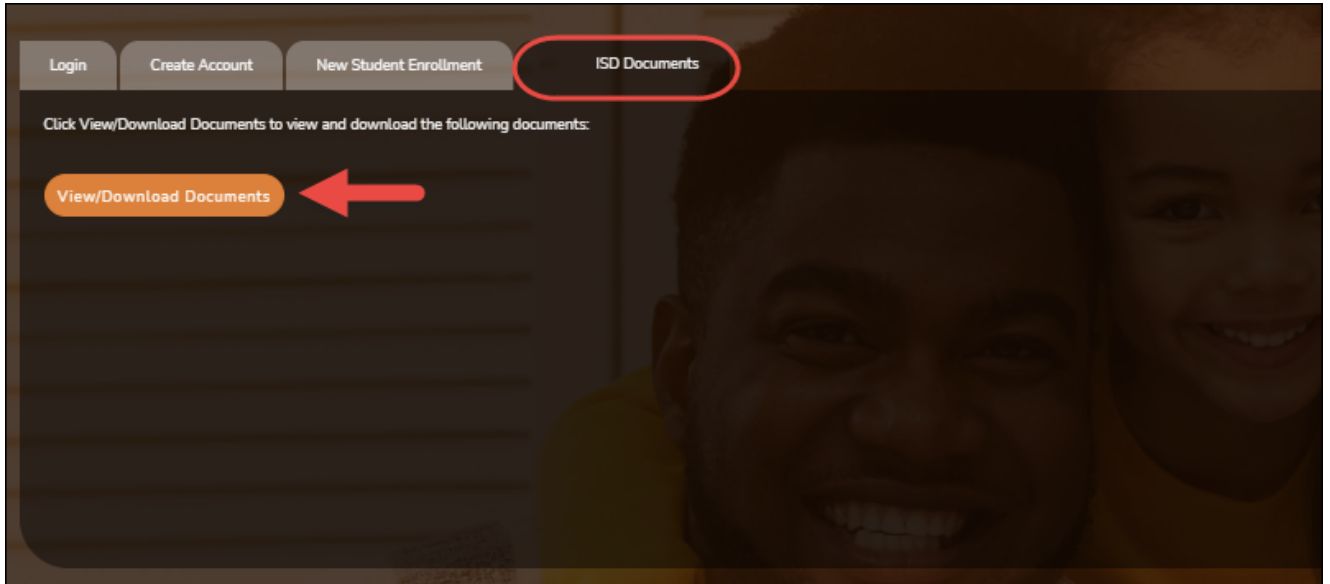 Login
Create Account
New Student Enrollment
ISD Documents
Click View/Download Documents to view and download the following documents:
View/Download Documents